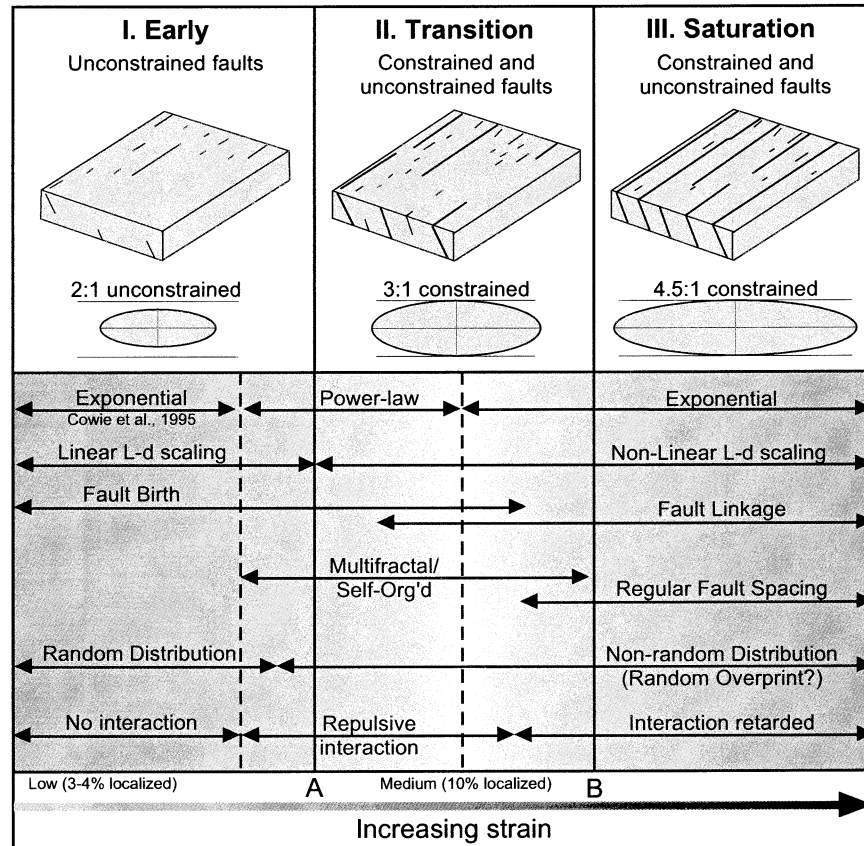 I. Early
Unconstrained faults
II. Transition
Constrained and
unconstrained faults
III. Saturation
Constrained and
unconstrained faults
2:1 unconstrained
3:1 constrained
4.5:1 constrained
Exponential
Cowie et al., 1995
Power-law
Exponential
Linear L-d scaling
Non-Linear L-d scaling
Fault Birth
Fault Linkage
Multifractal/
Self-Org'd
Regular Fault Spacing
Random Distribution
Non-random Distribution
(Random Overprint?)
No interaction
Repulsive
interaction
Interaction retarded
Low (3-4% localized)
A
Medium (10% localized)
B
Increasing strain